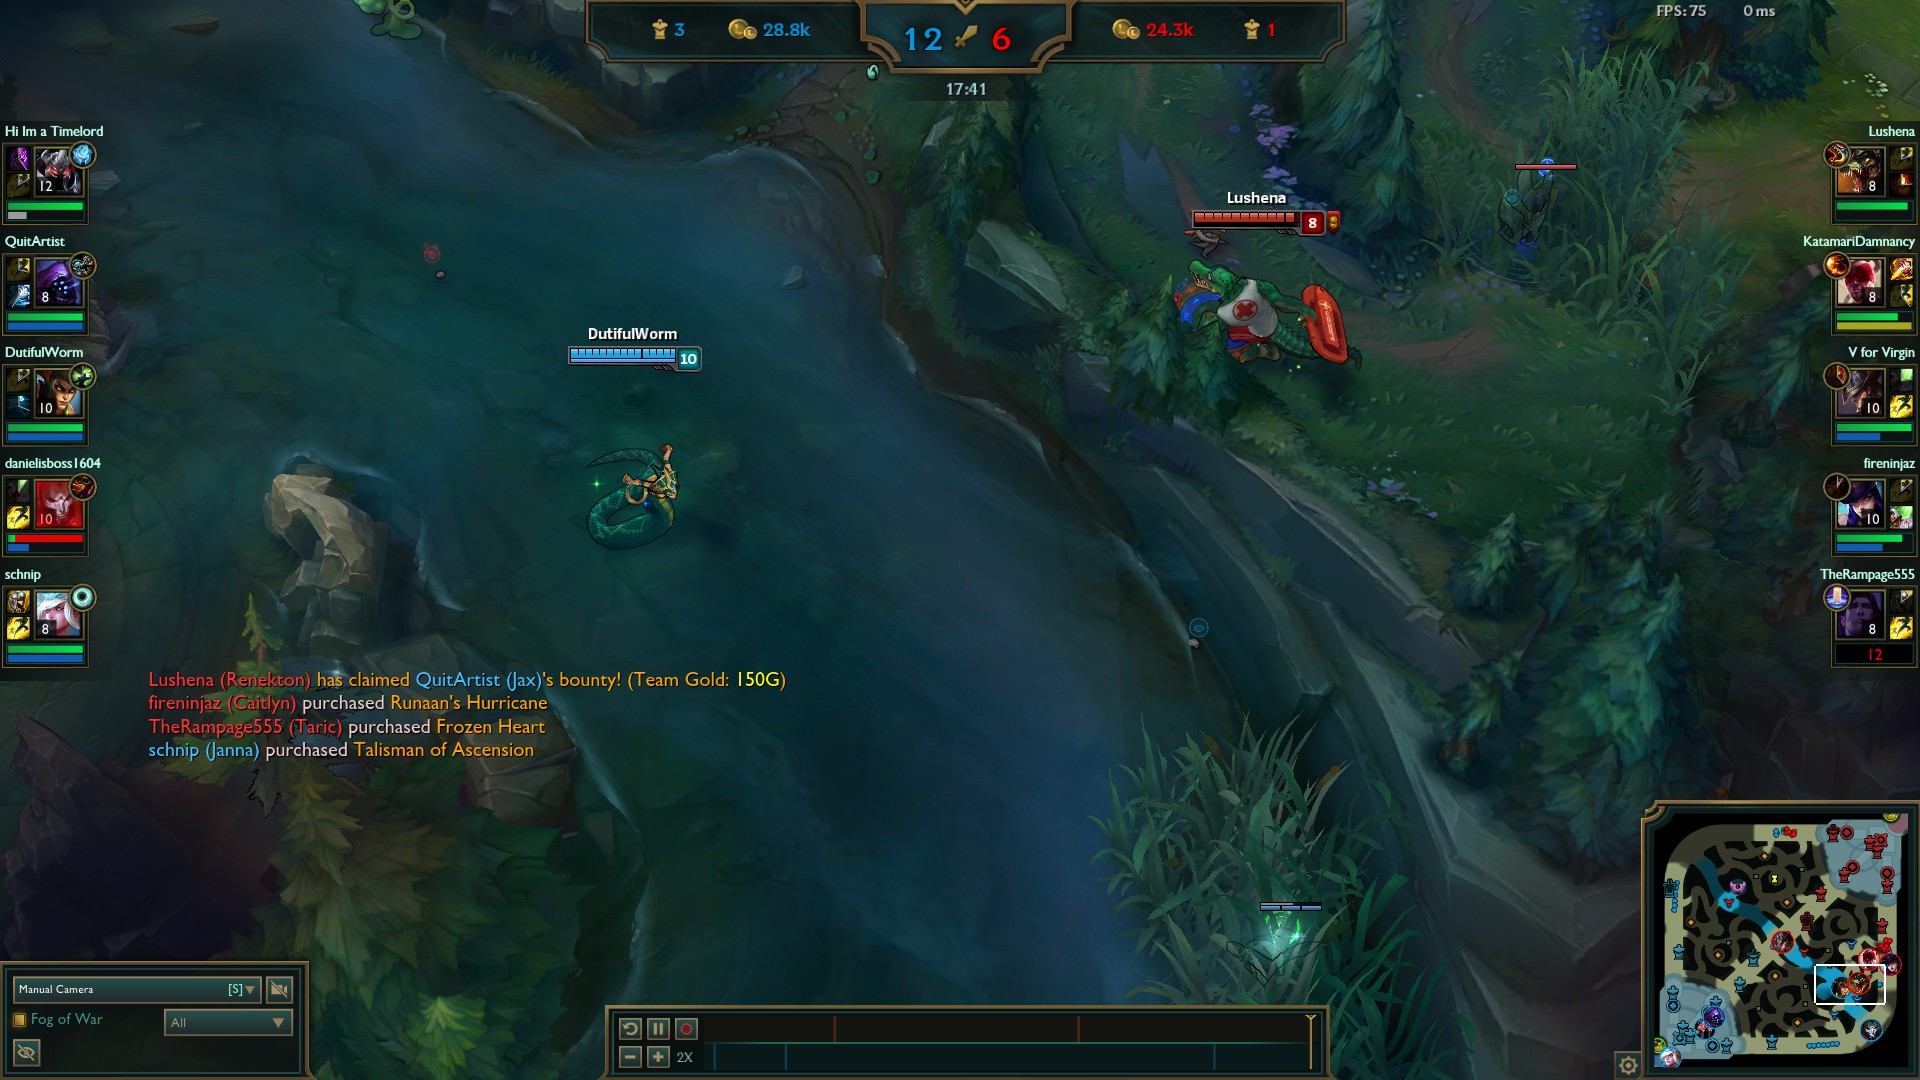 FPS: 75 0 ms
3 28.8k 12 6 24.3k 1
17:41
Hi Im a Timelord
12
QuitArtist
8
DutifulWorm
10
danielisboss1604
10
schnip
8
Lushena
8
KatamariDamnancy
8
V for Virgin
10
fireninjaz
10
TheRampage555
8
12
Lushena
8
DutifulWorm
10
Lushena (Renekton) has claimed QuitArtist (Jax)'s bounty! (Team Gold: 150G)
fireninjaz (Caitlyn) purchased Runaan's Hurricane
TheRampage555 (Taric) purchased Frozen Heart
schnip (Janna) purchased Talisman of Ascension
Manual Camera [S]
Fog of War All
2X